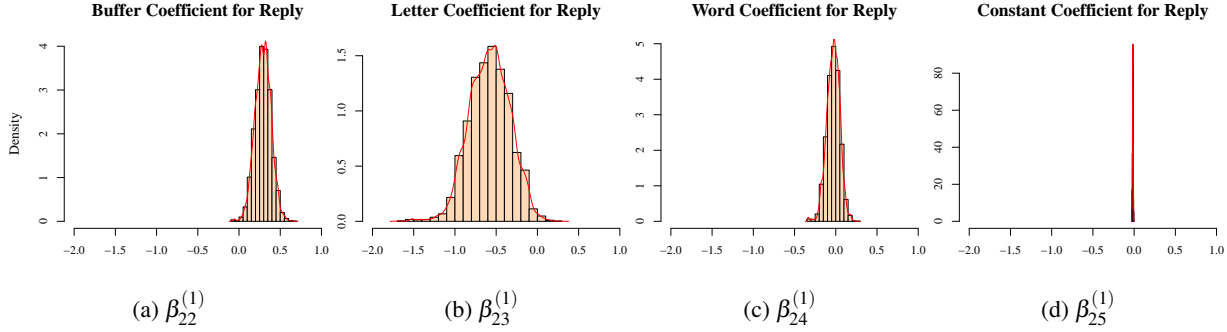 Buffer Coefficient for Reply
Letter Coefficient for Reply
Word Coefficient for Reply
Constant Coefficient for Reply
Density
0 1 2 3 4
0.0 0.5 1.0 1.5
0 1 2 3 4 5
0 20 40 60 80
-2.0 -1.5 -1.0 -0.5 0.0 0.5 1.0
-2.0 -1.5 -1.0 -0.5 0.0 0.5 1.0
-2.0 -1.5 -1.0 -0.5 0.0 0.5 1.0
-2.0 -1.5 -1.0 -0.5 0.0 0.5 1.0
(a) β₂₂⁽¹⁾
(b) β₂₃⁽¹⁾
(c) β₂₄⁽¹⁾
(d) β₂₅⁽¹⁾